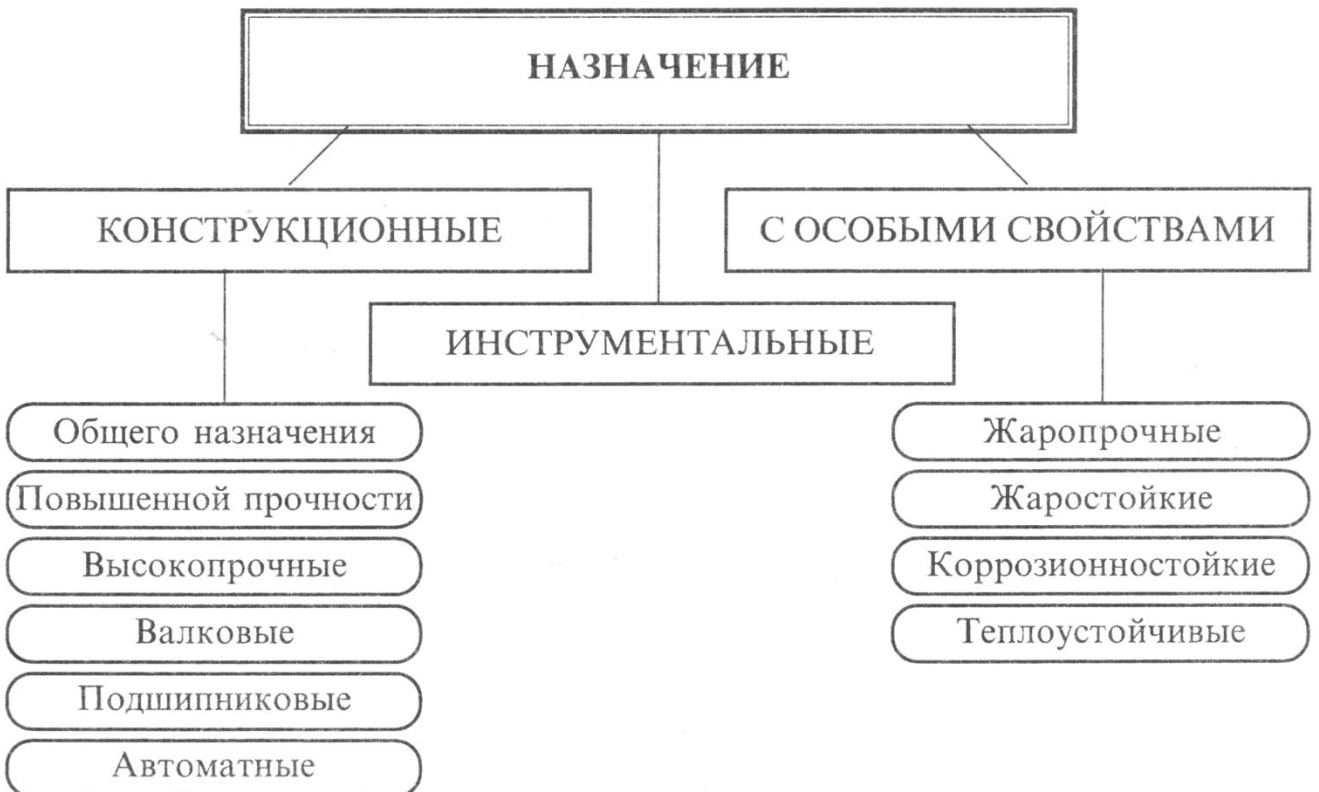 НАЗНАЧЕНИЕ
КОНСТРУКЦИОННЫЕ
С ОСОБЫМИ СВОЙСТВАМИ
ИНСТРУМЕНТАЛЬНЫЕ
Общего назначения
Повышенной прочности
Высокопрочные
Валковые
Подшипниковые
Автоматные
Жаропрочные
Жаростойкие
Коррозионностойкие
Теплоустойчивые